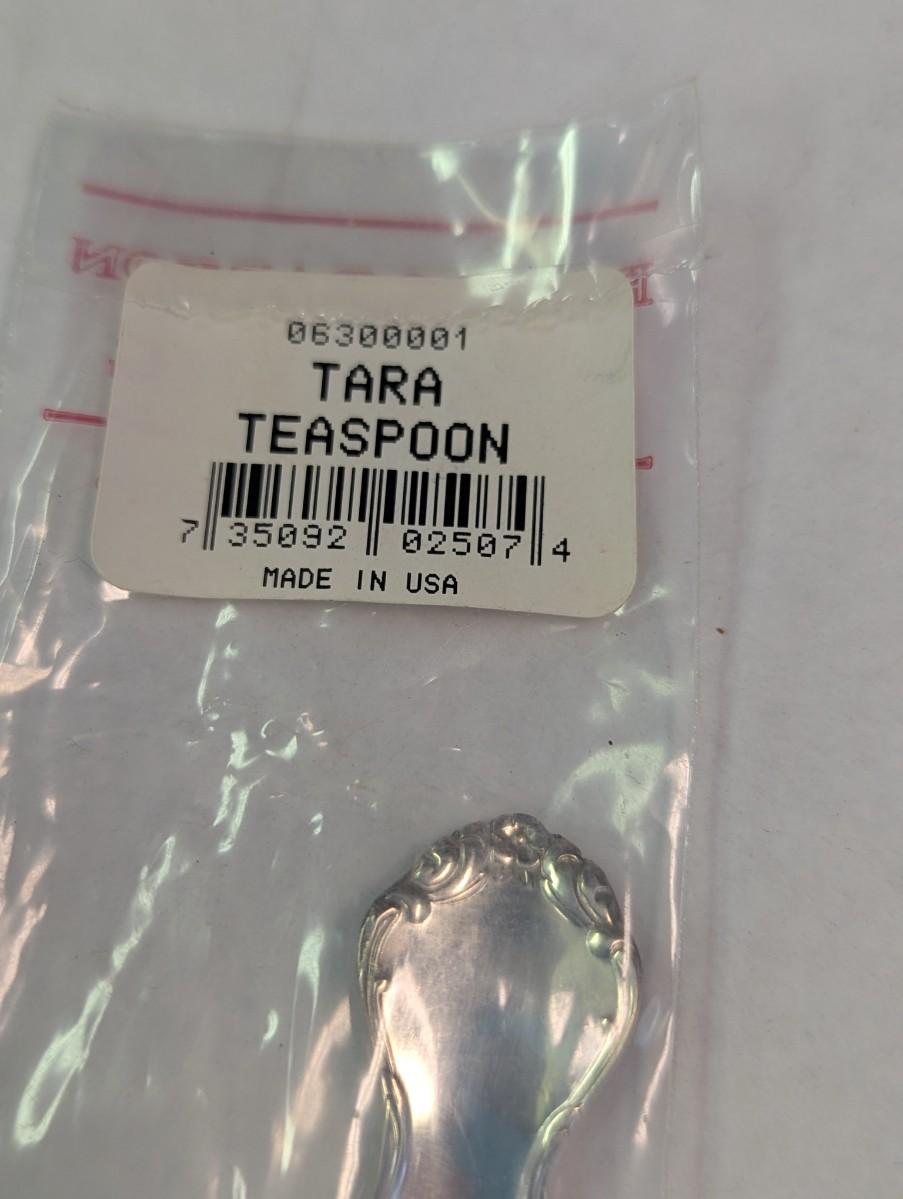 06300001
TARA
TEASPOON
7 35092 02507 4
MADE IN USA